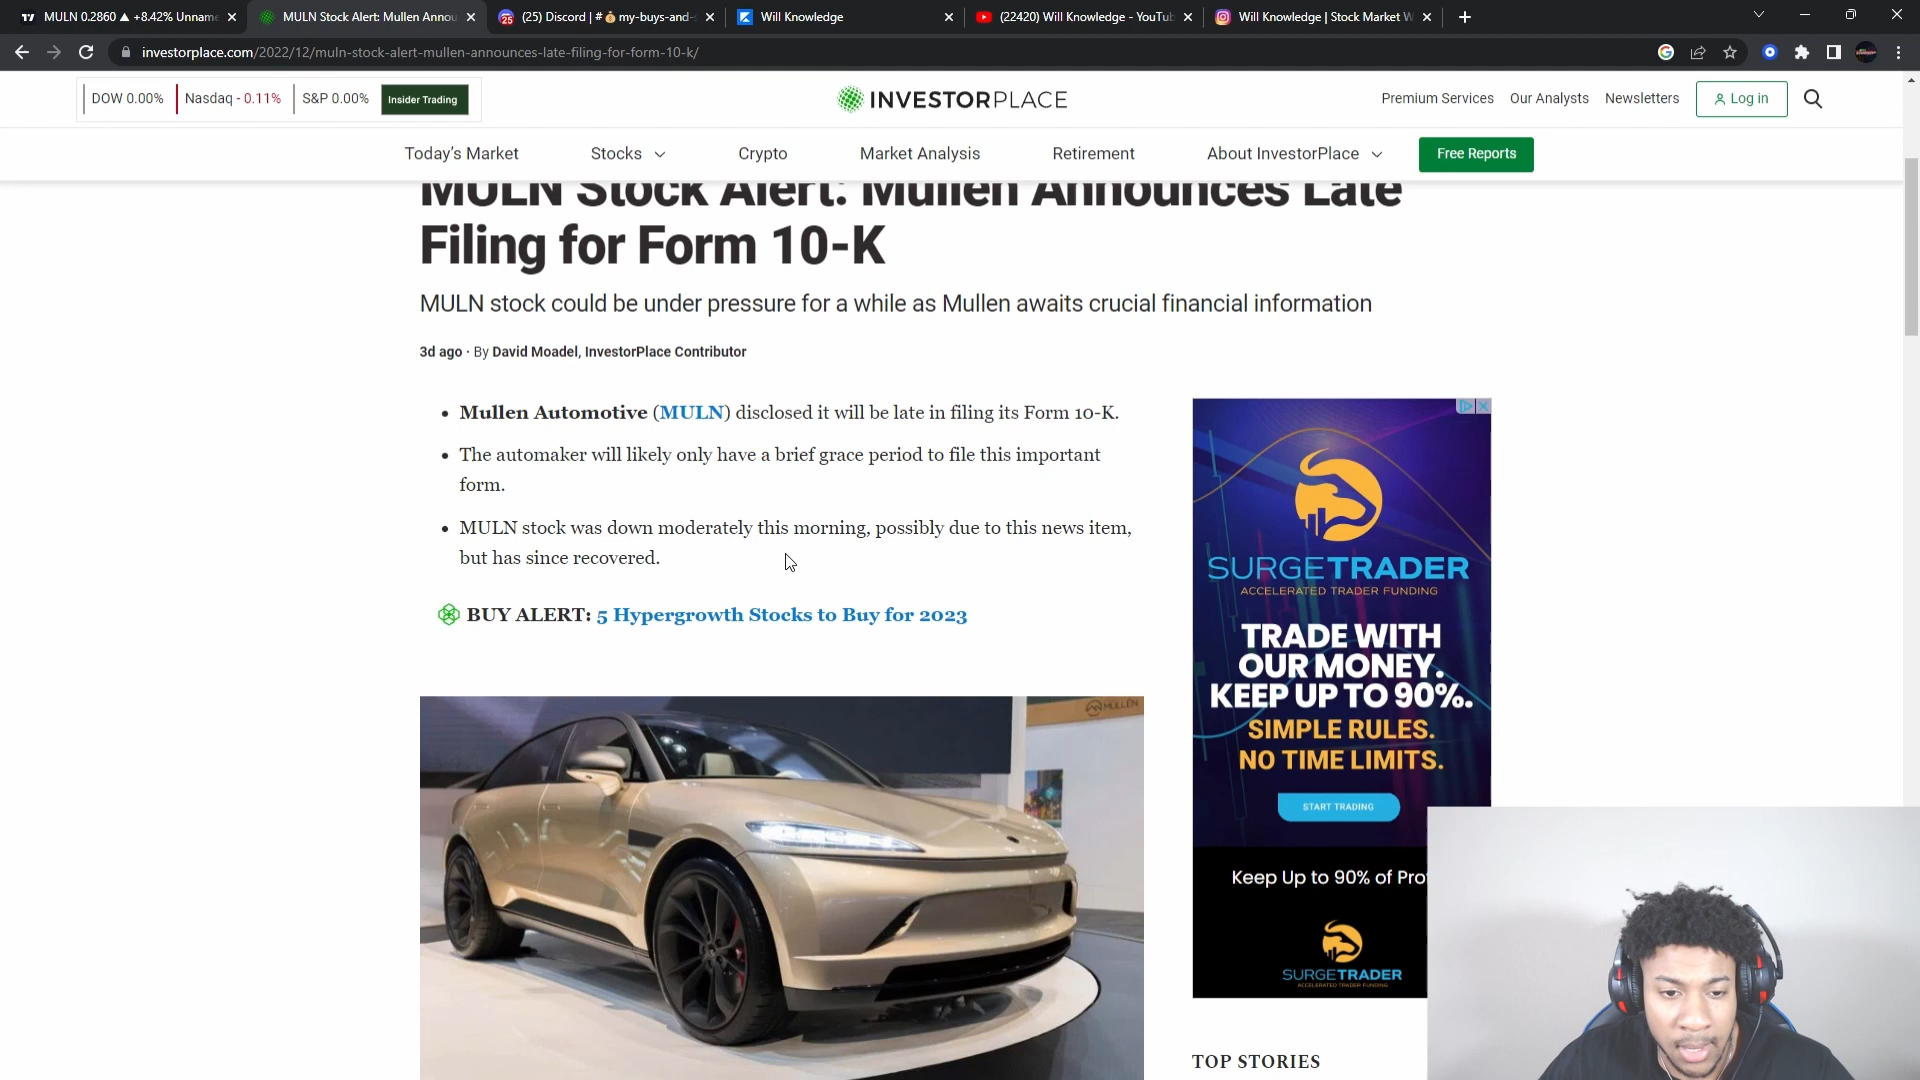 MULN 0.2860 ▲ +8.42% Unname
MULN Stock Alert: Mullen Annou
(25) Discord | # 💰 my-buys-and-
Will Knowledge
(22420) Will Knowledge - YouTub
Will Knowledge | Stock Market W
investorplace.com/2022/12/muln-stock-alert-mullen-announces-late-filing-for-form-10-k/
DOW 0.00%
Nasdaq - 0.11%
S&P 0.00%
Insider Trading
INVESTORPLACE
Premium Services
Our Analysts
Newsletters
Log in
Today's Market
Stocks
Crypto
Market Analysis
Retirement
About InvestorPlace
Free Reports
MULN Stock Alert: Mullen Announces Late
Filing for Form 10-K
MULN stock could be under pressure for a while as Mullen awaits crucial financial information
3d ago · By David Moadel, InvestorPlace Contributor
• Mullen Automotive (MULN) disclosed it will be late in filing its Form 10-K.
• The automaker will likely only have a brief grace period to file this important
form.
• MULN stock was down moderately this morning, possibly due to this news item,
but has since recovered.
BUY ALERT: 5 Hypergrowth Stocks to Buy for 2023
MULLEN
SURGETRADER
ACCELERATED TRADER FUNDING
TRADE WITH
OUR MONEY.
KEEP UP TO 90%.
SIMPLE RULES.
NO TIME LIMITS.
START TRADING
Keep Up to 90% of Pro
SURGETRADER
ACCELERATED TRADER FUNDING
TOP STORIES